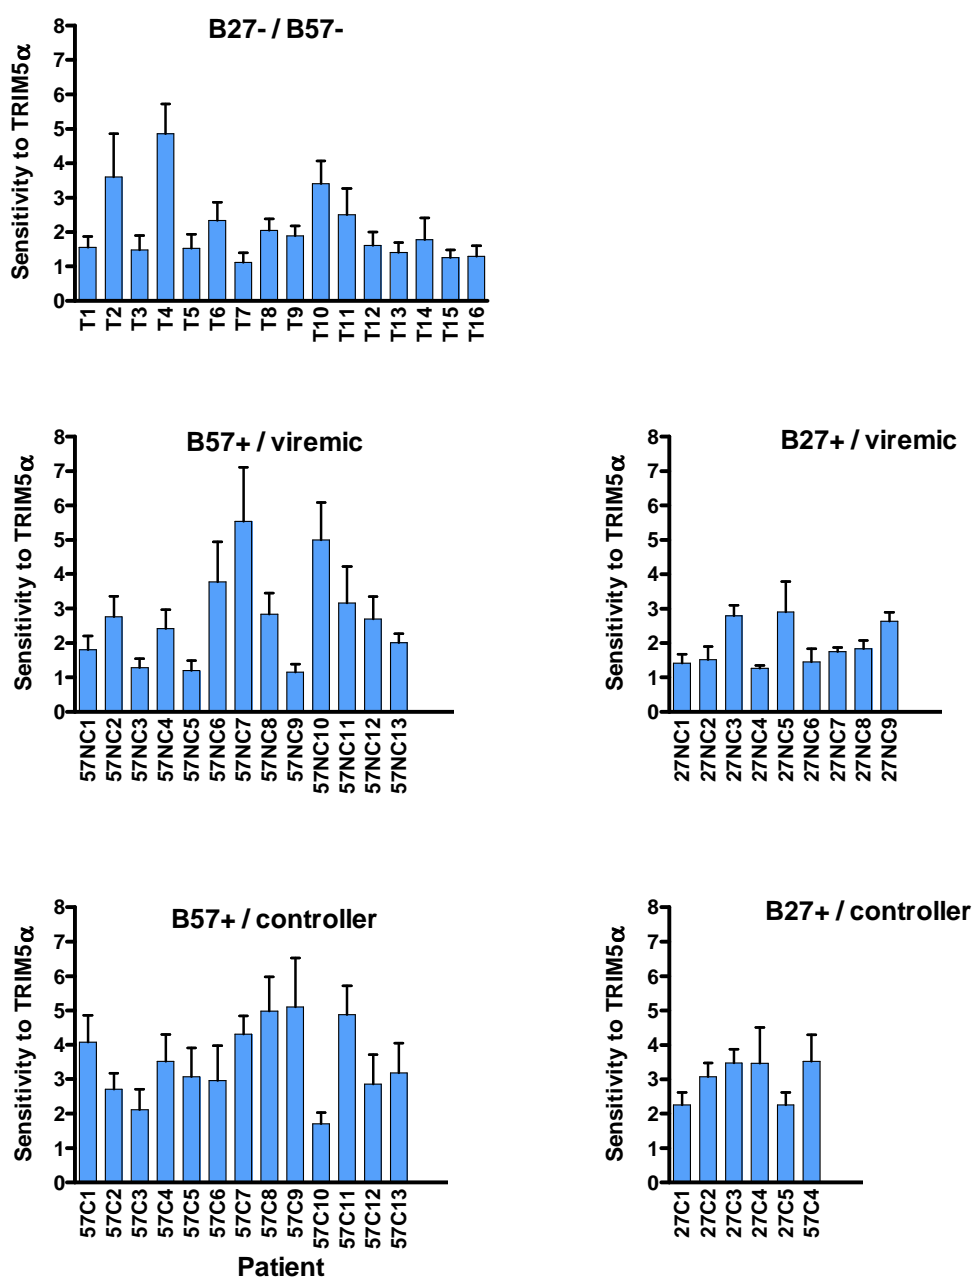 B27- / B57-
Sensitivity to TRIM5α
8
7
6
5
4
3
2
1
0
T1 T2 T3 T4 T5 T6 T7 T8 T9 T10 T11 T12 T13 T14 T15 T16
B57+ / viremic
Sensitivity to TRIM5α
8
7
6
5
4
3
2
1
0
57NC1 57NC2 57NC3 57NC4 57NC5 57NC6 57NC7 57NC8 57NC9 57NC10 57NC11 57NC12 57NC13
B27+ / viremic
Sensitivity to TRIM5α
8
7
6
5
4
3
2
1
0
27NC1 27NC2 27NC3 27NC4 27NC5 27NC6 27NC7 27NC8 27NC9
B57+ / controller
Sensitivity to TRIM5α
8
7
6
5
4
3
2
1
0
57C1 57C2 57C3 57C4 57C5 57C6 57C7 57C8 57C9 57C10 57C11 57C12 57C13
Patient
B27+ / controller
Sensitivity to TRIM5α
8
7
6
5
4
3
2
1
0
27C1 27C2 27C3 27C4 27C5 57C4